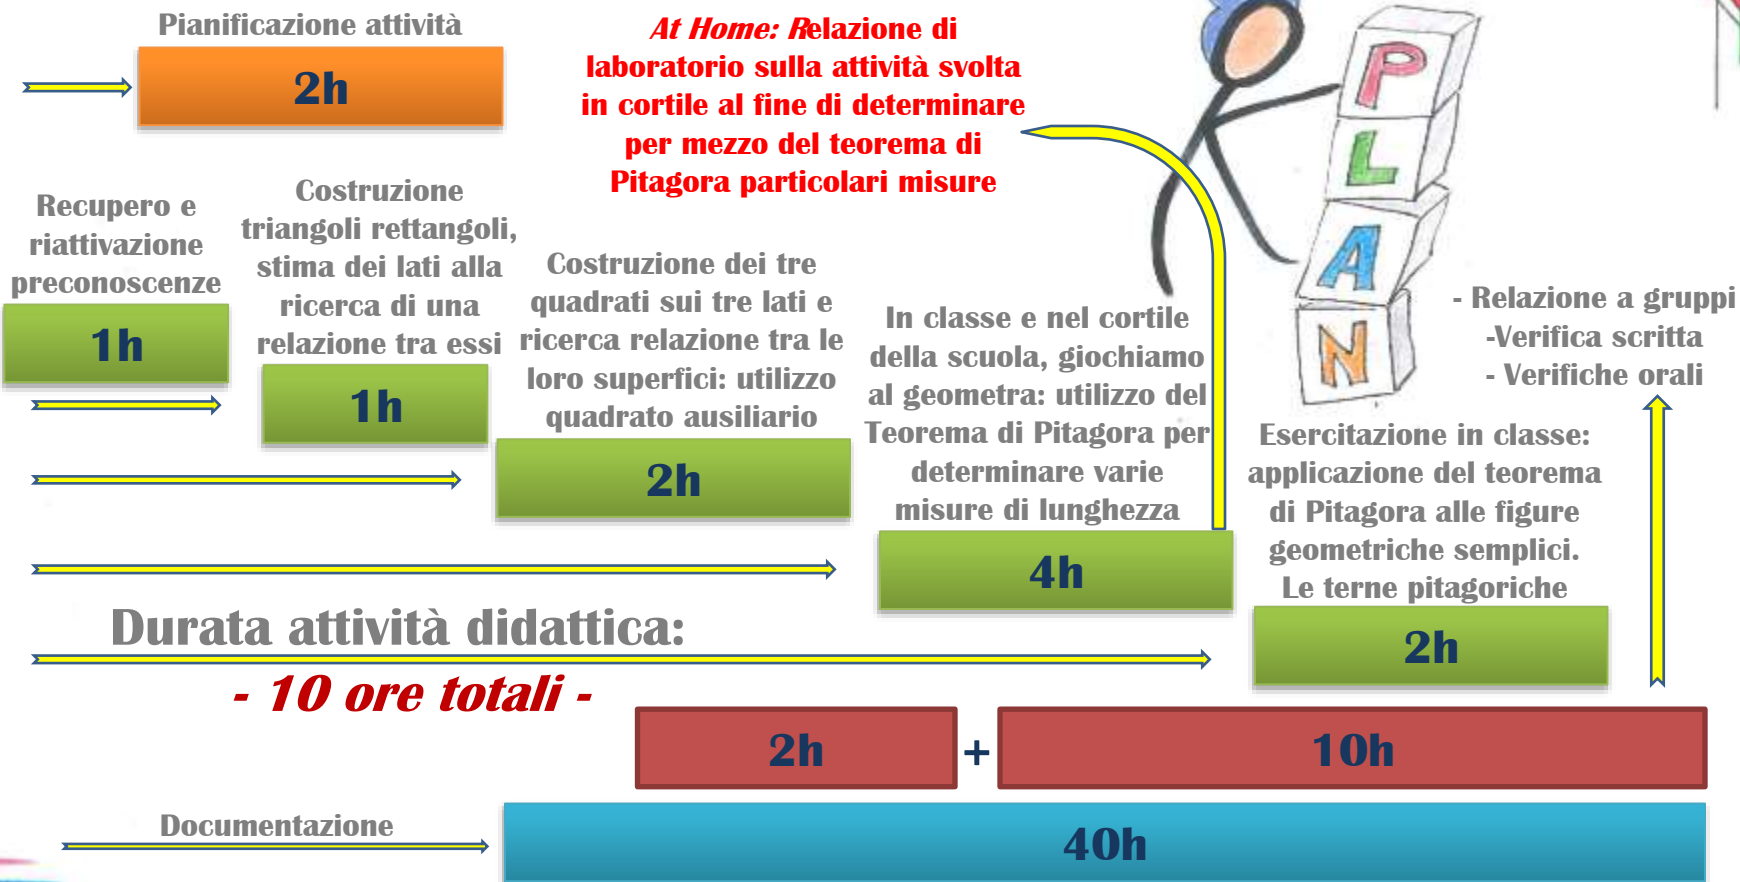 Pianificazione attività
2h
At Home: Relazione di
laboratorio sulla attività svolta
in cortile al fine di determinare
per mezzo del teorema di
Pitagora particolari misure
P
L
A
N
Recupero e
riattivazione
preconoscenze
1h
Costruzione
triangoli rettangoli,
stima dei lati alla
ricerca di una
relazione tra essi
1h
Costruzione dei tre
quadrati sui tre lati e
ricerca relazione tra le
loro superfici: utilizzo
quadrato ausiliario
2h
In classe e nel cortile
della scuola, giochiamo
al geometra: utilizzo del
Teorema di Pitagora per
determinare varie
misure di lunghezza
4h
- Relazione a gruppi
-Verifica scritta
- Verifiche orali
Esercitazione in classe:
applicazione del teorema
di Pitagora alle figure
geometriche semplici.
Le terne pitagoriche
2h
Durata attività didattica:
- 10 ore totali -
2h + 10h
Documentazione
40h